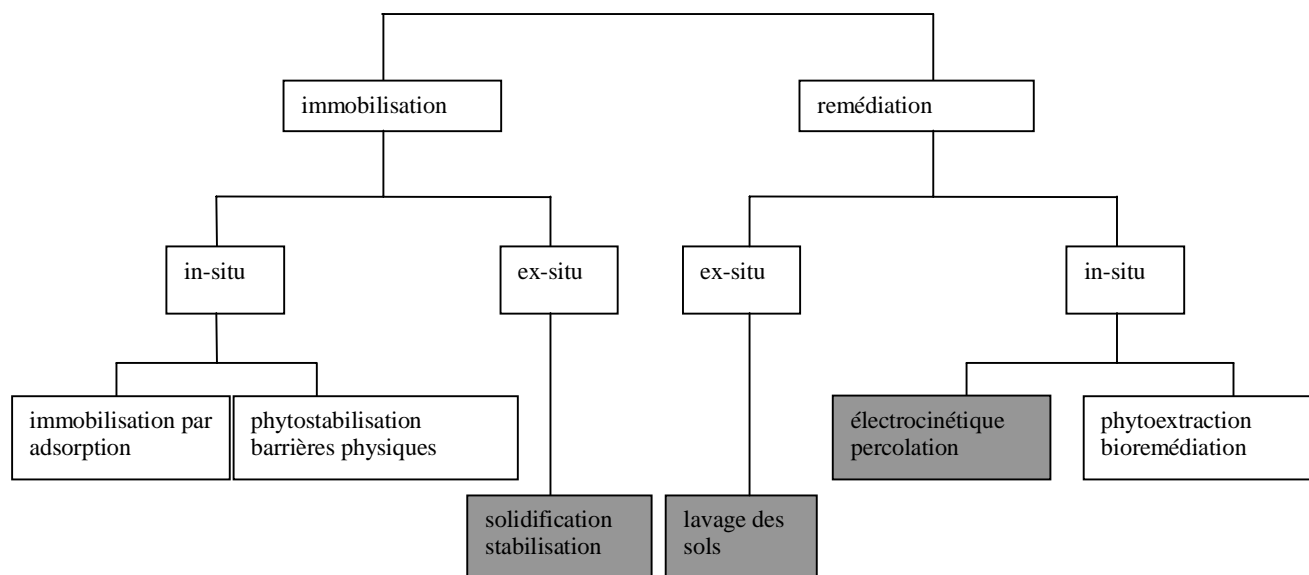 immobilisation
remédiation
in-situ
ex-situ
ex-situ
in-situ
immobilisation par
adsorption
phytostabilisation
barrières physiques
électrocinétique
percolation
phytoextraction
bioremédiation
solidification
stabilisation
lavage des
sols